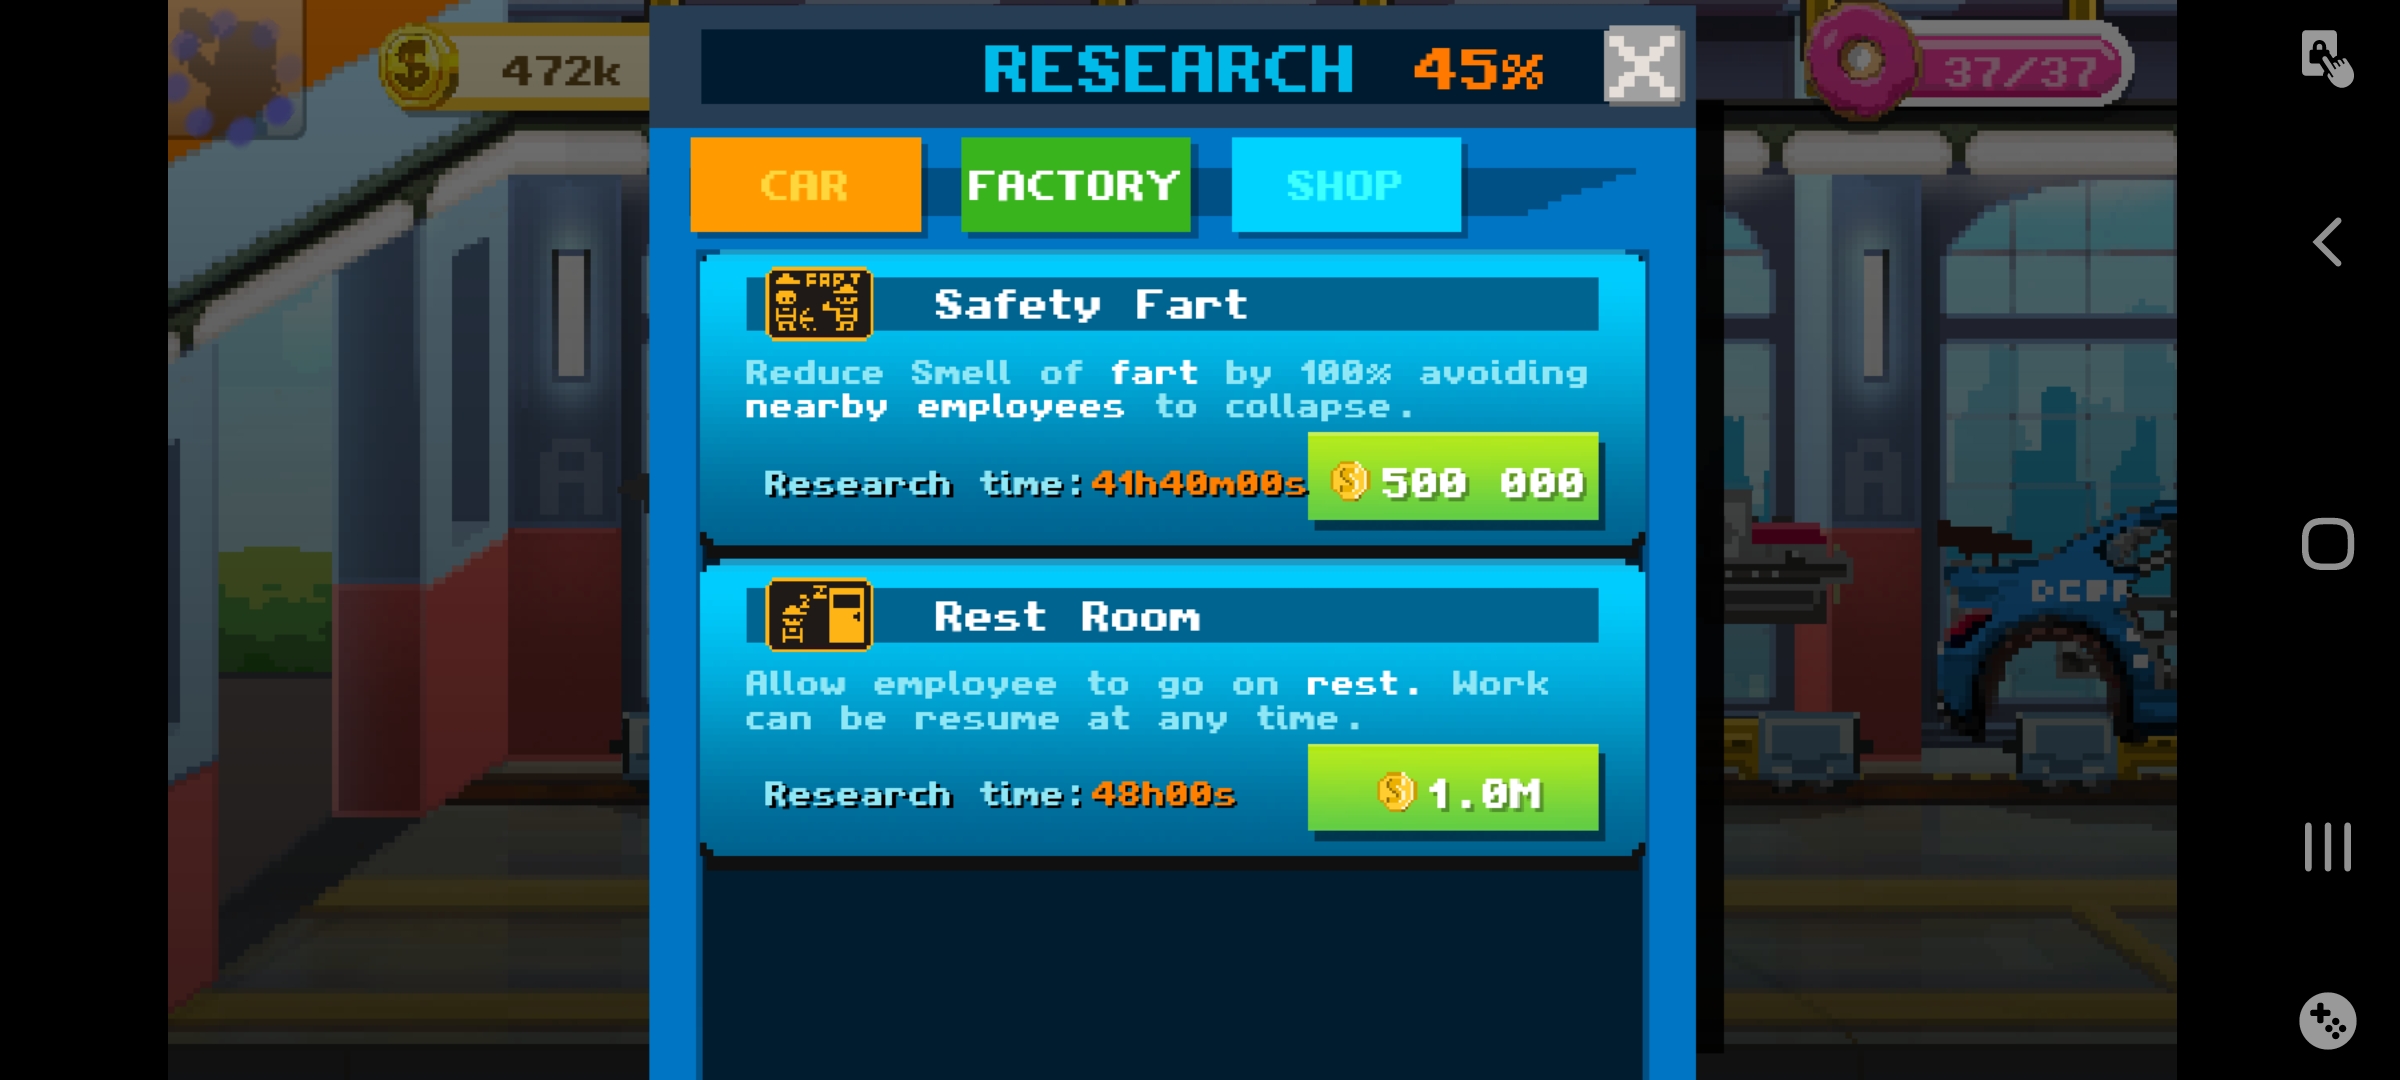 472k
RESEARCH 45%
37/37
CAR
FACTORY
SHOP
FART
Safety Fart
Reduce Smell of fart by 100% avoiding
nearby employees to collapse.
Research time:41h40m00s
500 000
Rest Room
Allow employee to go on rest. Work
can be resume at any time.
Research time:48h00s
1.0M
A
A